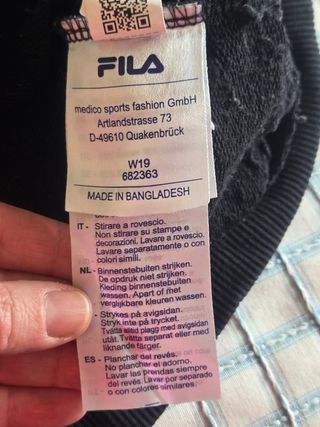 FILA
medico sports fashion GmbH
Artlandstrasse 73
D-49610 Quakenbrück
W19
682363
MADE IN BANGLADESH
IT - Stirare a rovescio.
Non stirare su stampe e
decorazioni. Lavare a rovescio.
Lavare separatamente o con
colori simili.
NL - Binnenstebuiten strijken.
De opdruk niet strijken.
Kleding binnenstebuiten
wassen. Apart of met
vergelijkbare kleuren wassen.
- Strykes på avigsidan.
Stryk inte på trycket.
Tvätta alltid plagg med avigsidan
utåt. Tvätta separat eller med
liknande färger.
ES - Planchar del revés.
No planchar el adorno.
Lavar las prendas siempre
del revés. Lavar por separado
o con colores similares.